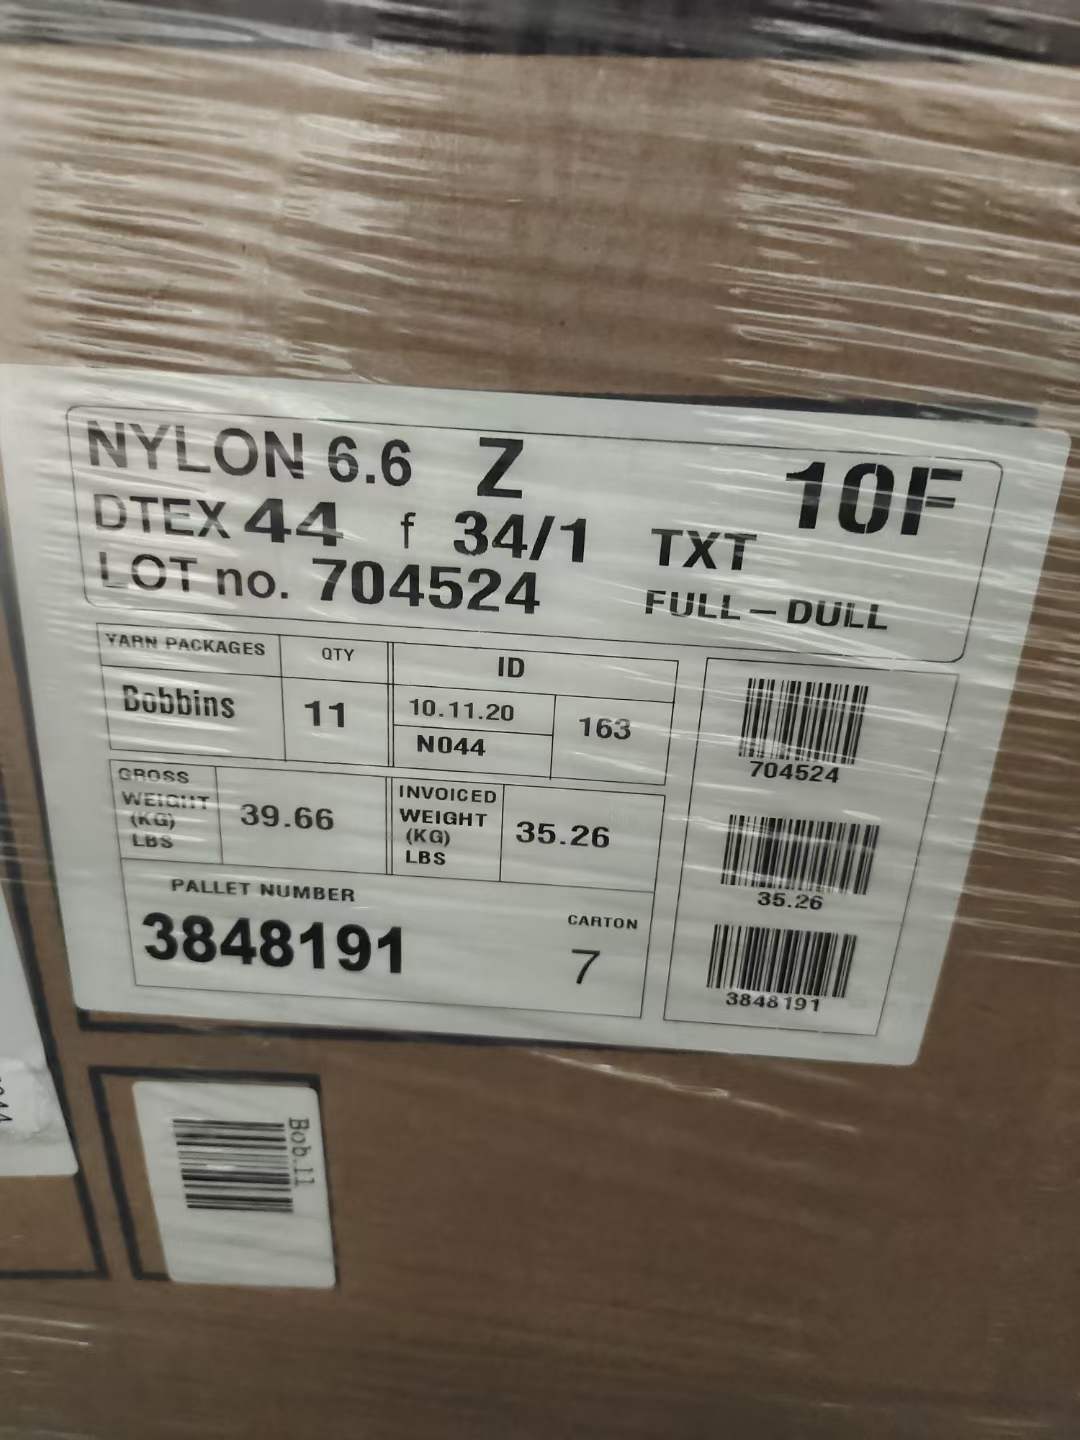 NYLON 6.6 Z 10F
DTEX 44 f 34/1 TXT
LOT no. 704524 FULL - DULL
YARN PACKAGES QTY ID
Bobbins 11 10.11.20 163
N044
704524
GROSS WEIGHT (KG) LBS 39.66
INVOICED WEIGHT (KG) LBS 35.26
35.26
PALLET NUMBER CARTON
3848191 7
3848191
Bob.11